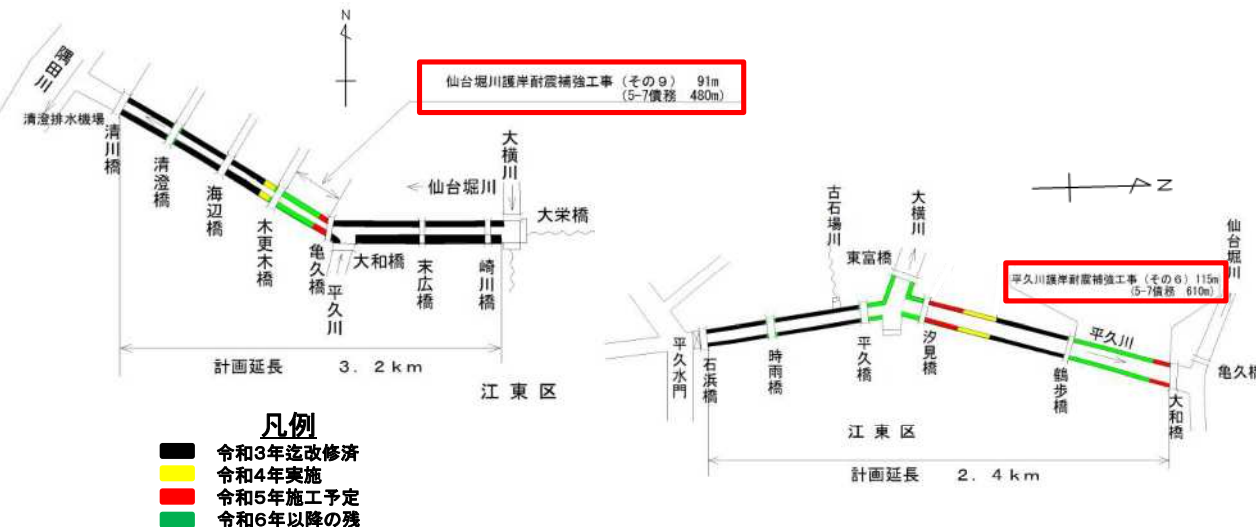 N
隅田川
仙台堀川護岸耐震補強工事（その９） 91m
（5-7債務 480m）
清澄排水機場
清川橋
清澄橋
海辺橋
木更木橋
亀久橋
平久川
大和橋
末広橋
崎川橋
大横川
←仙台堀川
大栄橋
計画延長 3．2ｋｍ
江東区
N
古石場川
大横川
東富橋
仙台堀川
平久川護岸耐震補強工事（その６）115m
（5-7債務 610m）
平久水門
石浜橋
時雨橋
平久橋
汐見橋
鶴歩橋
平久川
大和橋
亀久橋
江東区
計画延長 2．4ｋｍ
凡例
令和3年迄改修済
令和4年実施
令和5年施工予定
令和6年以降の残